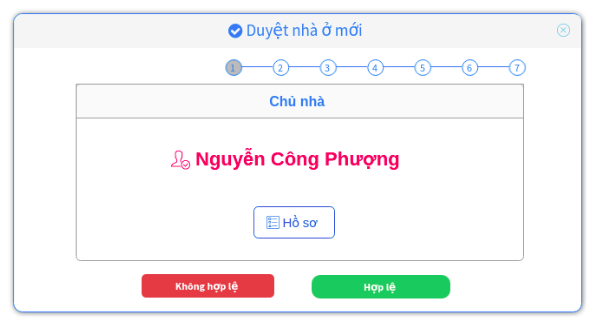 Duyệt nhà ở mới
1 2 3 4 5 6 7
Chủ nhà
Nguyễn Công Phượng
Hồ sơ
Không hợp lệ Hợp lệ